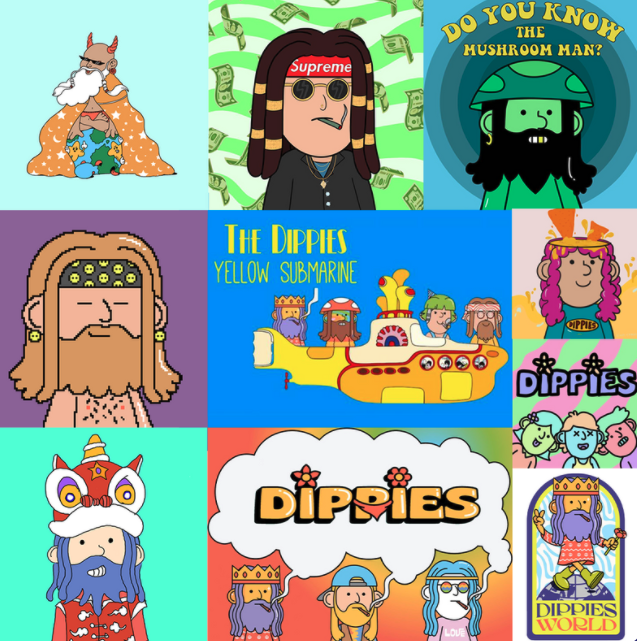 Supreme
DO YOU KNOW
THE
MUSHROOM MAN?
THE DIPPIES
YELLOW SUBMARINE
DIPPIES
DIPPIES
DIPPIES
LOVE
DIPPIES
WORLD